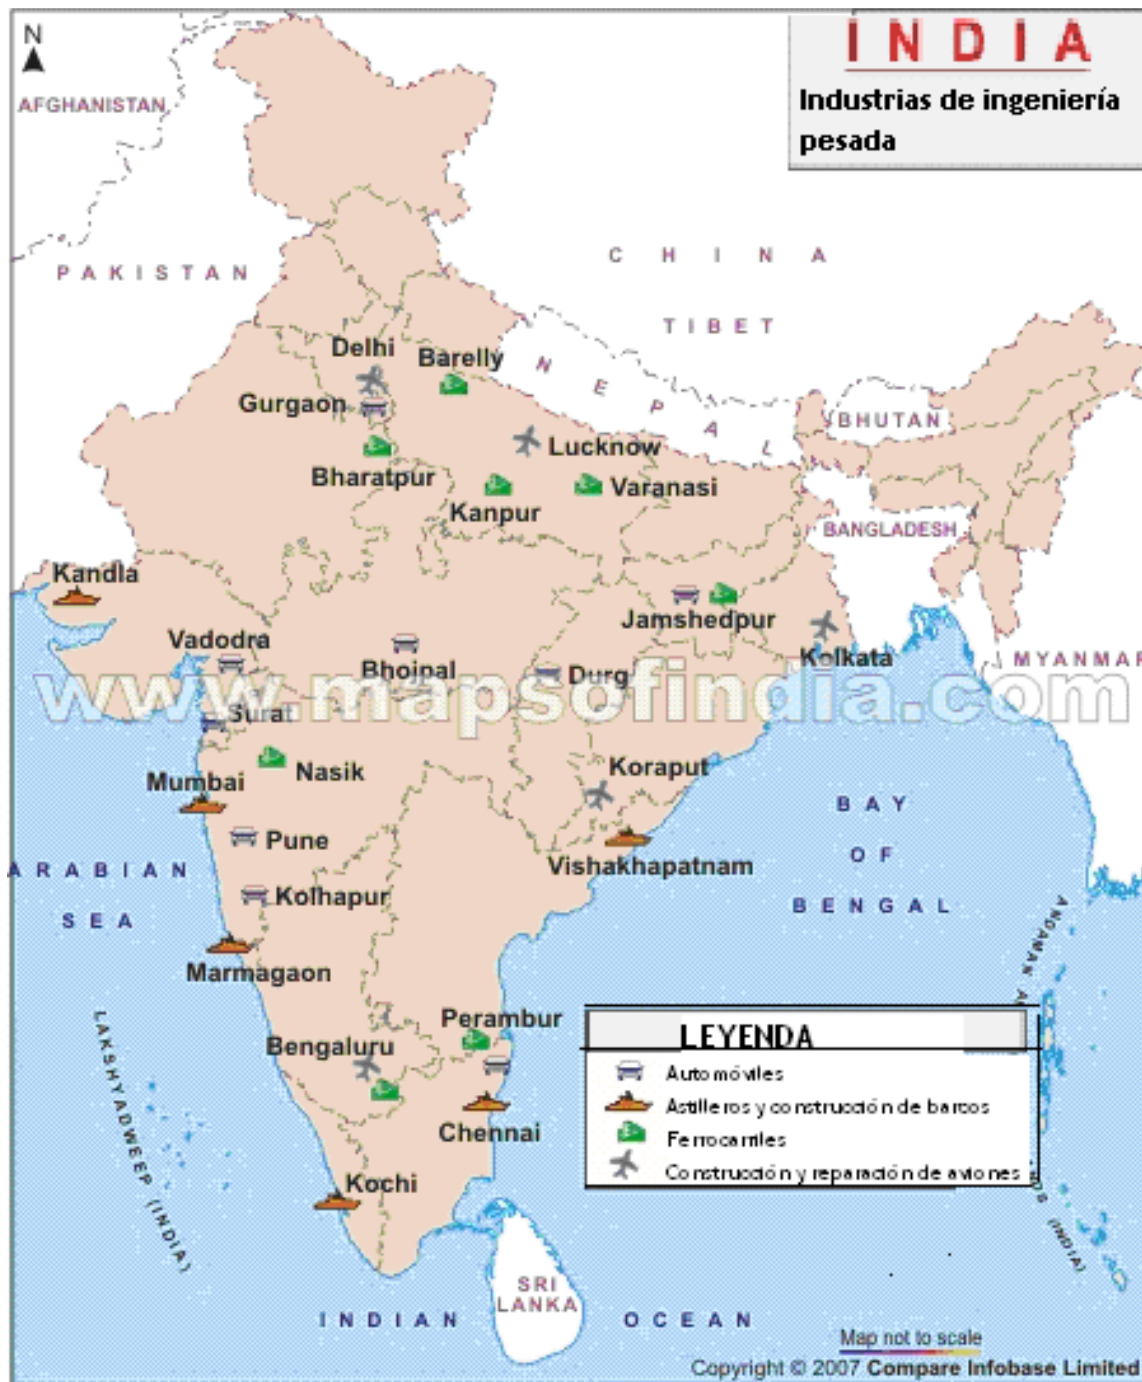 N
I N D I A
Industrias de ingeniería
pesada
AFGHANISTAN
PAKISTAN
CHINA
TIBET
NEPAL
BHUTAN
BANGLADESH
MYANMAR
Delhi
Barelly
Gurgaon
Lucknow
Bharatpur
Kanpur
Varanasi
Kandla
Jamshedpur
Vadodra
Bhoipal
Durg
Kolkata
www.mapsofindia.com
Surat
Nasik
Koraput
Mumbai
Pune
Vishakhapatnam
Kolhapur
Marmagaon
ARABIAN
SEA
BAY
OF
BENGAL
Perambur
Bengaluru
Chennai
Kochi
LAKSHYADWEEP (INDIA)
ANDAMAN
(INDIA)
LEYENDA
Automóviles
Astilleros y construcción de barcos
Ferrocarriles
Construcción y reparación de aviones
SRI
LANKA
INDIAN OCEAN
Map not to scale
Copyright © 2007 Compare Infobase Limited